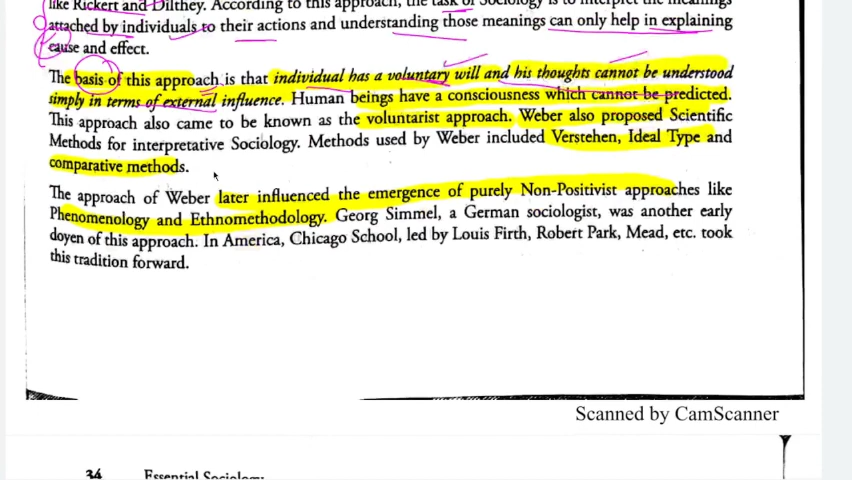 like Rickert and Dilthey. According to this approach, the task of Sociology is to interpret the meanings
attached by individuals to their actions and understanding those meanings can only help in explaining
cause and effect.
The basis of this approach is that individual has a voluntary will and his thoughts cannot be understood
simply in terms of external influence. Human beings have a consciousness which cannot be predicted.
This approach also came to be known as the voluntarist approach. Weber also proposed Scientific
Methods for interpretative Sociology. Methods used by Weber included Verstehen, Ideal Type and
comparative methods.
The approach of Weber later influenced the emergence of purely Non-Positivist approaches like
Phenomenology and Ethnomethodology. Georg Simmel, a German sociologist, was another early
doyen of this approach. In America, Chicago School, led by Louis Firth, Robert Park, Mead, etc. took
this tradition forward.
Scanned by CamScanner
34 Essential Sociology